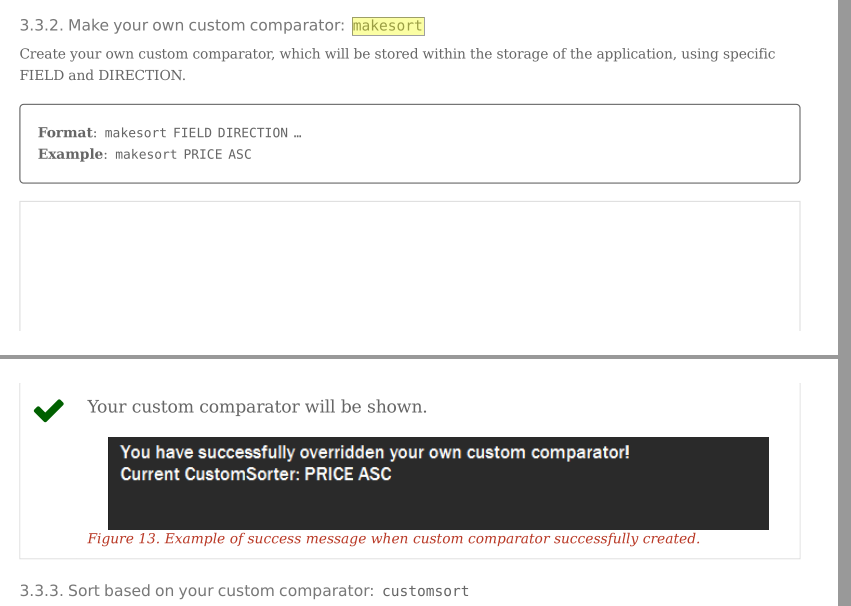 3.3.2. Make your own custom comparator: makesort
Create your own custom comparator, which will be stored within the storage of the application, using specific
FIELD and DIRECTION.
Format: makesort FIELD DIRECTION …
Example: makesort PRICE ASC
Your custom comparator will be shown.
You have successfully overridden your own custom comparator!
Current CustomSorter: PRICE ASC
Figure 13. Example of success message when custom comparator successfully created.
3.3.3. Sort based on your custom comparator: customsort